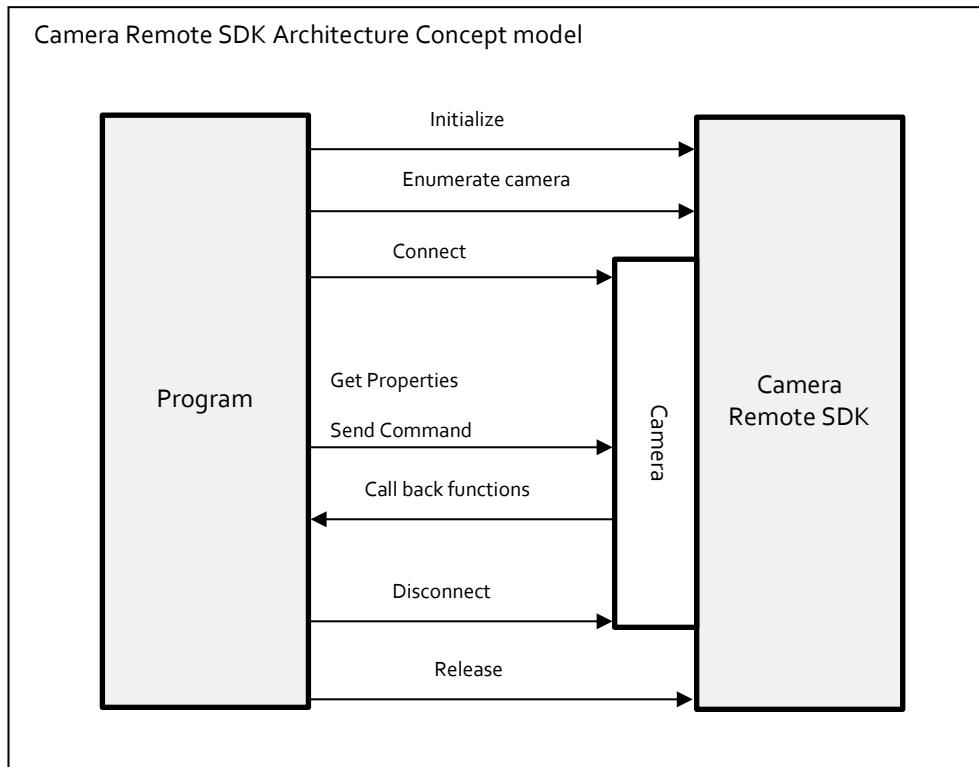 Camera Remote SDK Architecture Concept model
Initialize
Enumerate camera
Connect
Program
Get Properties
Send Command
Call back functions
Disconnect
Release
Camera
Camera
Remote SDK